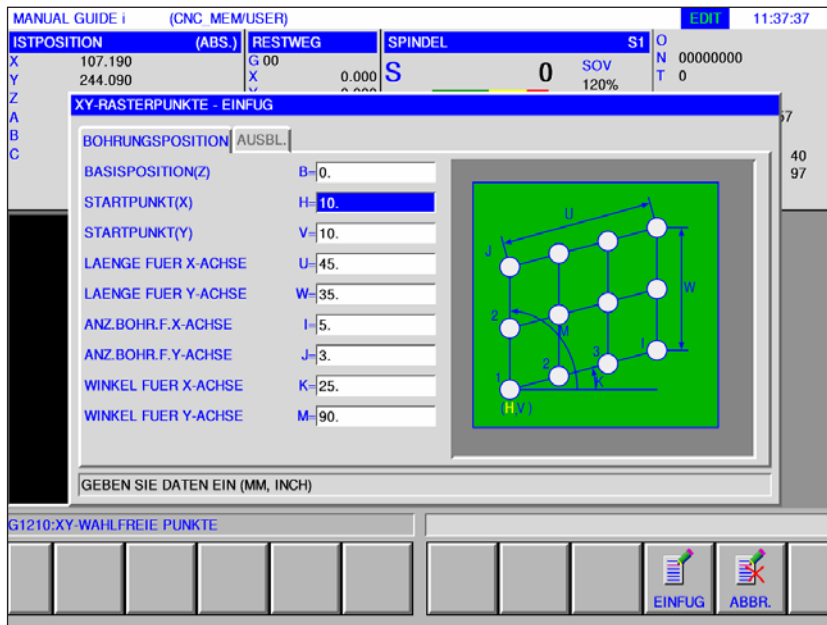 MANUAL GUIDE i (CNC_MEM/USER) EDIT 11:37:37
ISTPOSITION (ABS.) RESTWEG SPINDEL S1 O
X 107.190 G 00 N 00000000
Y 244.090 X 0.000 S 0 SOV 120% T 0
Z
A
B 40
C 97
XY-RASTERPUNKTE - EINFUG
BOHRUNGSPOSITION AUSBL.
BASISPOSITION(Z) B=0.
STARTPUNKT(X) H=10.
STARTPUNKT(Y) V=10.
LAENGE FUER X-ACHSE U=45.
LAENGE FUER Y-ACHSE W=35.
ANZ.BOHR.F.X-ACHSE I=5.
ANZ.BOHR.F.Y-ACHSE J=3.
WINKEL FUER X-ACHSE K=25.
WINKEL FUER Y-ACHSE M=90.
U
J
W
2 M
1 2 3 I
K
(HV)
GEBEN SIE DATEN EIN (MM, INCH)
G1210:XY-WAHLFREIE PUNKTE
EINFUG ABBR.